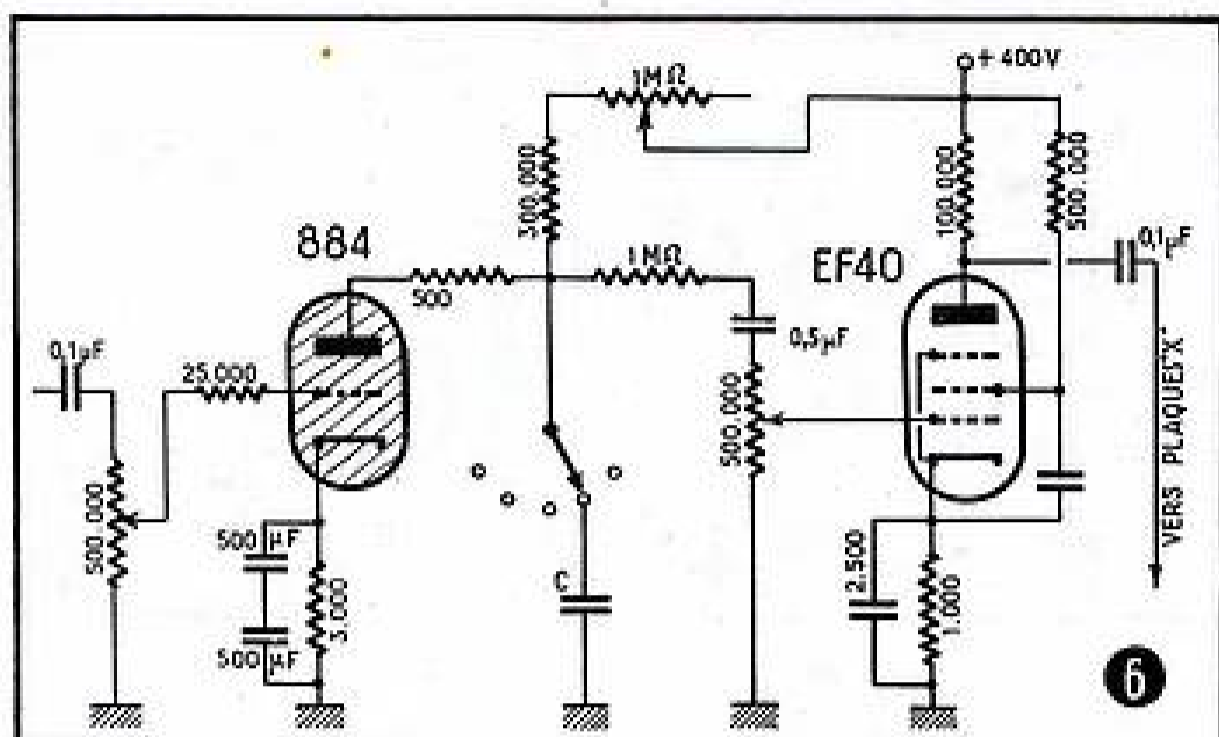 + 400V
1MΩ
300.000
100.000
500.000
884
EF40
0,1µF
500
1MΩ
0,1µF
25.000
0,5µF
500.000
500.000
VERS PLAQUES"X"
500 µF
3.000
500 µF
C
2.500
1.000
6